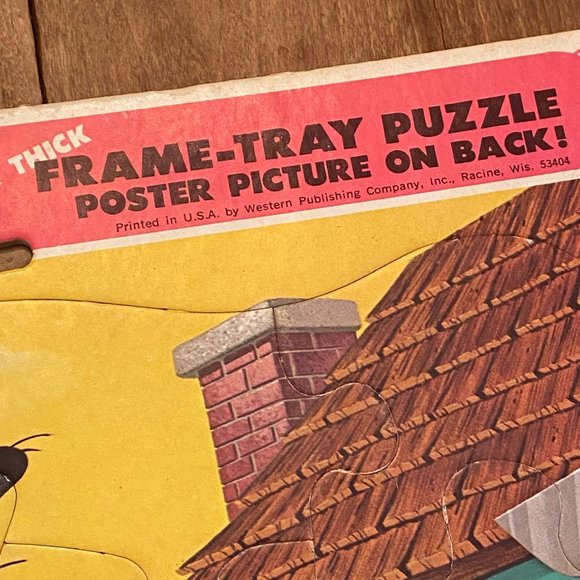 THICK
FRAME-TRAY PUZZLE
POSTER PICTURE ON BACK!
Printed in U.S.A. by Western Publishing Company, Inc., Racine, Wis. 53404